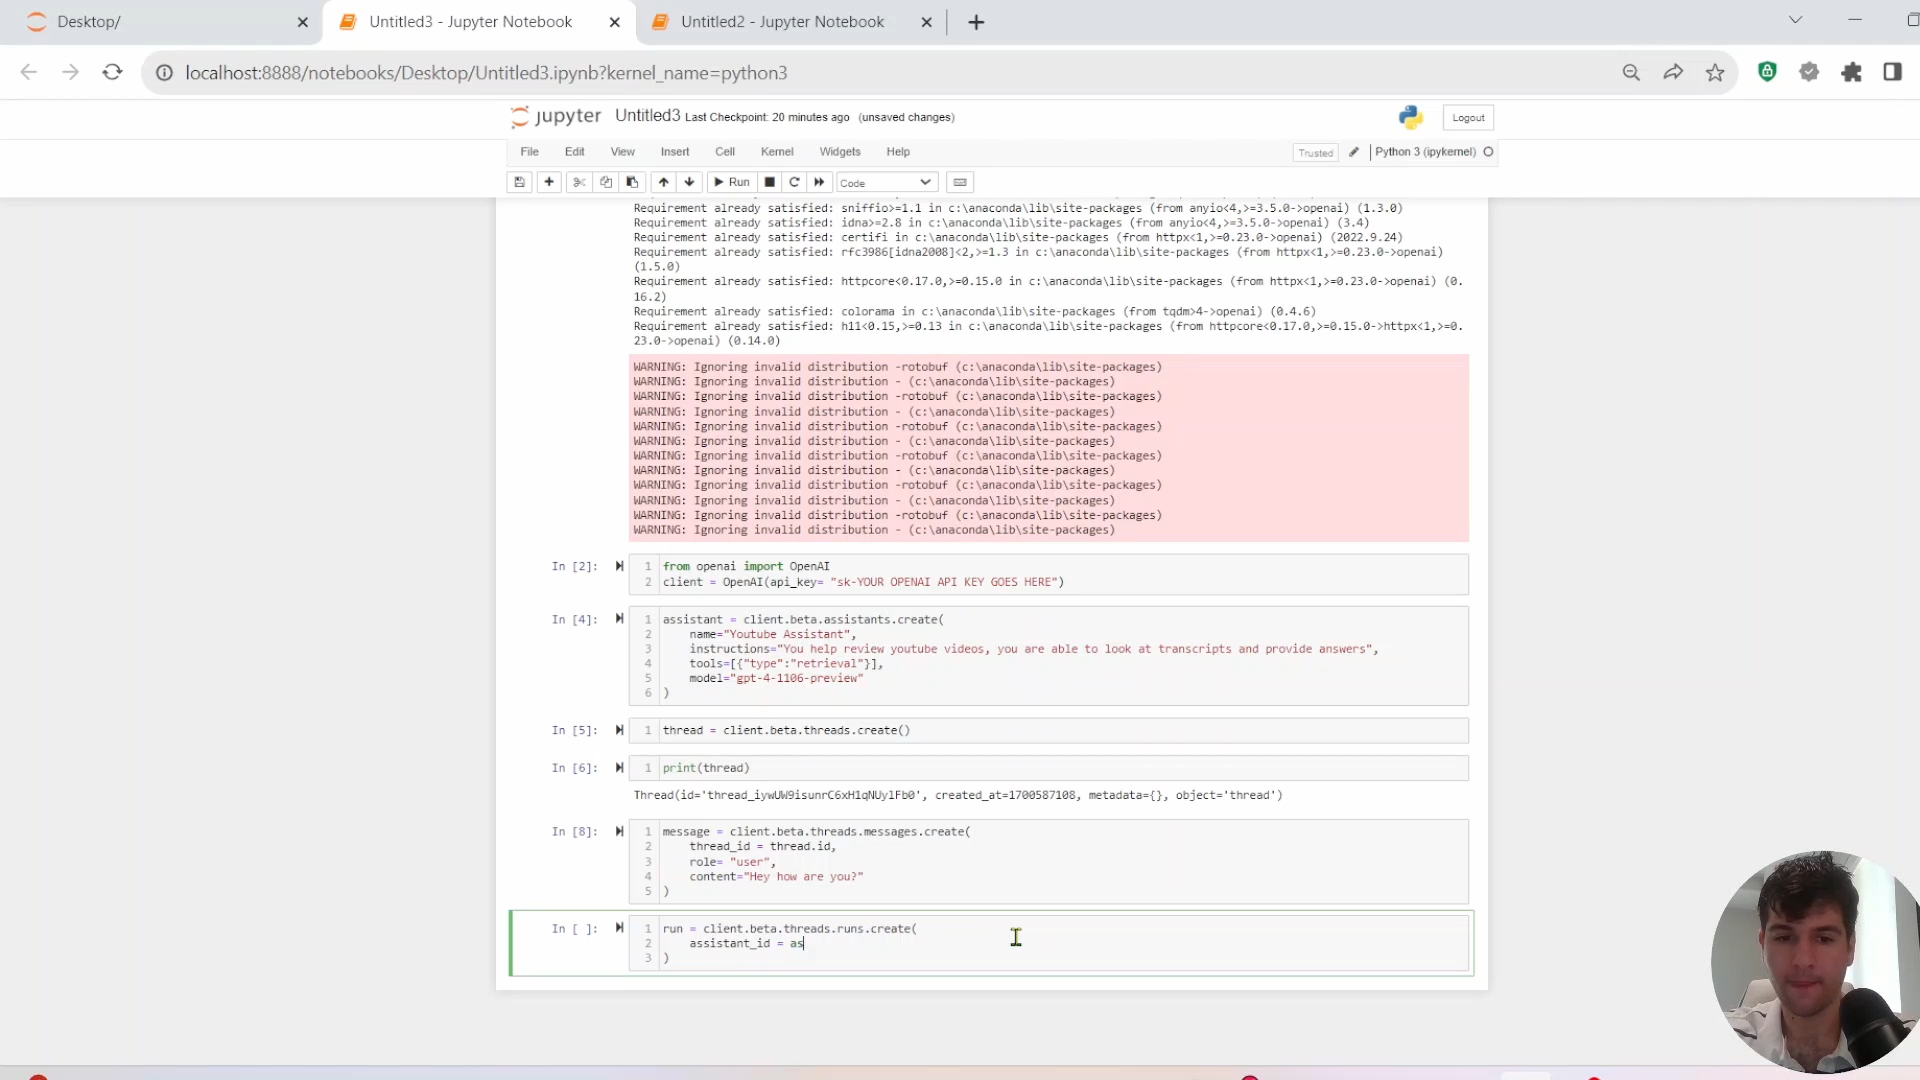 Desktop/
Untitled3 - Jupyter Notebook
Untitled2 - Jupyter Notebook
localhost:8888/notebooks/Desktop/Untitled3.ipynb?kernel_name=python3
jupyter Untitled3 Last Checkpoint: 20 minutes ago (unsaved changes)
Logout
File Edit View Insert Cell Kernel Widgets Help
Trusted
Python 3 (ipykernel)
Run
Code
Requirement already satisfied: sniffio>=1.1 in c:\anaconda\lib\site-packages (from anyio<4,>=3.5.0->openai) (1.3.0)
Requirement already satisfied: idna>=2.8 in c:\anaconda\lib\site-packages (from anyio<4,>=3.5.0->openai) (3.4)
Requirement already satisfied: certifi in c:\anaconda\lib\site-packages (from httpx<1,>=0.23.0->openai) (2022.9.24)
Requirement already satisfied: rfc3986[idna2008]<2,>=1.3 in c:\anaconda\lib\site-packages (from httpx<1,>=0.23.0->openai)
(1.5.0)
Requirement already satisfied: httpcore<0.17.0,>=0.15.0 in c:\anaconda\lib\site-packages (from httpx<1,>=0.23.0->openai) (0.
16.2)
Requirement already satisfied: colorama in c:\anaconda\lib\site-packages (from tqdm>4->openai) (0.4.6)
Requirement already satisfied: h11<0.15,>=0.13 in c:\anaconda\lib\site-packages (from httpcore<0.17.0,>=0.15.0->httpx<1,>=0.
23.0->openai) (0.14.0)
WARNING: Ignoring invalid distribution -rotobuf (c:\anaconda\lib\site-packages)
WARNING: Ignoring invalid distribution - (c:\anaconda\lib\site-packages)
WARNING: Ignoring invalid distribution -rotobuf (c:\anaconda\lib\site-packages)
WARNING: Ignoring invalid distribution - (c:\anaconda\lib\site-packages)
WARNING: Ignoring invalid distribution -rotobuf (c:\anaconda\lib\site-packages)
WARNING: Ignoring invalid distribution - (c:\anaconda\lib\site-packages)
WARNING: Ignoring invalid distribution -rotobuf (c:\anaconda\lib\site-packages)
WARNING: Ignoring invalid distribution - (c:\anaconda\lib\site-packages)
WARNING: Ignoring invalid distribution -rotobuf (c:\anaconda\lib\site-packages)
WARNING: Ignoring invalid distribution - (c:\anaconda\lib\site-packages)
WARNING: Ignoring invalid distribution -rotobuf (c:\anaconda\lib\site-packages)
WARNING: Ignoring invalid distribution - (c:\anaconda\lib\site-packages)
In [2]: 1 from openai import OpenAI
2 client = OpenAI(api_key= "sk-YOUR OPENAI API KEY GOES HERE")
In [4]: 1 assistant = client.beta.assistants.create(
2 name="Youtube Assistant",
3 instructions="You help review youtube videos, you are able to look at transcripts and provide answers",
4 tools=[{"type":"retrieval"}],
5 model="gpt-4-1106-preview"
6 )
In [5]: 1 thread = client.beta.threads.create()
In [6]: 1 print(thread)
Thread(id='thread_iywUW9isunrC6xH1qNUylFb0', created_at=1700587108, metadata={}, object='thread')
In [8]: 1 message = client.beta.threads.messages.create(
2 thread_id = thread.id,
3 role= "user",
4 content="Hey how are you?"
5 )
In [ ]: 1 run = client.beta.threads.runs.create(
2 assistant_id = as
3 )